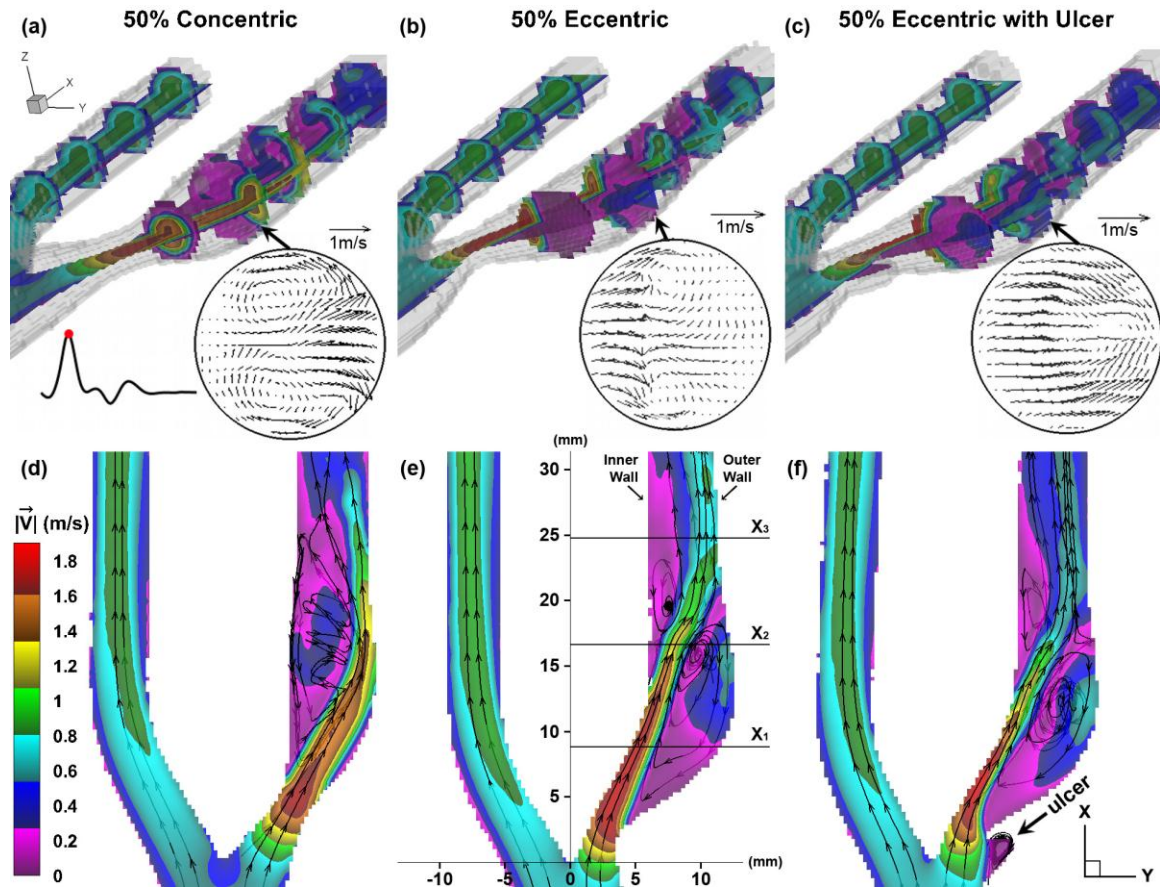 (a) 50% Concentric
(b) 50% Eccentric
(c) 50% Eccentric with Ulcer
Z
X
Y
1m/s
1m/s
1m/s
(d)
(e)
(f)
(mm)
|V| (m/s)
1.8
1.6
1.4
1.2
1
0.8
0.6
0.4
0.2
0
30
25
20
15
10
5
Inner
Wall
Outer
Wall
X3
X2
X1
-10
-5
0
5
10
(mm)
ulcer
X
Y